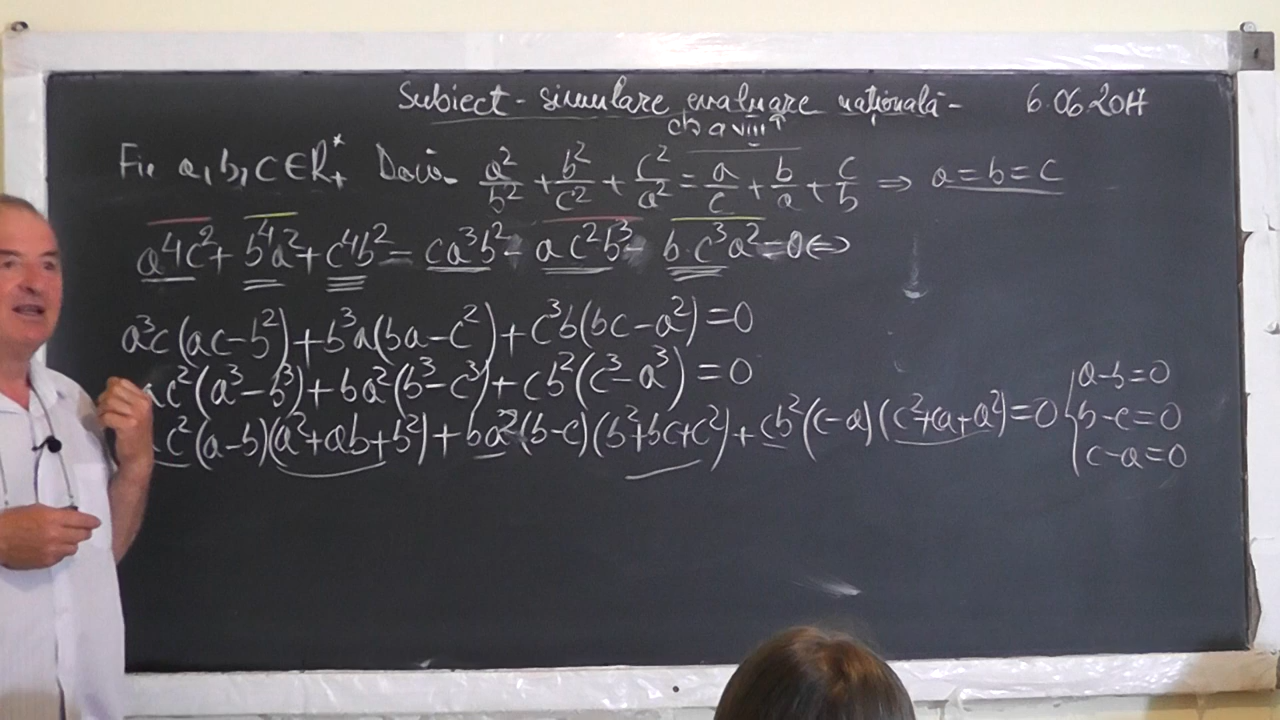 Subiect - simulare evaluare națională - 6.06.2017
cls a VIII a
Fie a,b,c ∈ R₊* Dacă a²/b² + b²/c² + c²/a² = a/c + b/a + c/b ⇒ a=b=c
a⁴c² + b⁴a² + c⁴b² = ca³b² - ac²b³ - b·c³a² = 0 ⇔
a³c(ac-b²)+b³a(ba-c²)+c³b(bc-a²)=0
ac²(a³-b³)+ba²(b³-c³)+cb²(c³-a³)=0
c²(a-b)(a²+ab+b²)+ba²(b-c)(b²+bc+c²)+cb²(c-a)(c²+ca+a²)=0
a-b=0
b-c=0
c-a=0